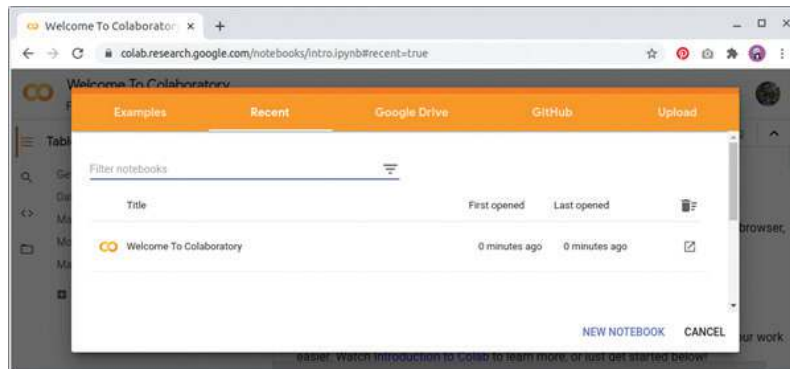 Welcome To Colaborator
colab.research.google.com/notebooks/intro.ipynb#recent=true
Welcome To Colaboratory
Examples Recent Google Drive GitHub Upload
Tabl
Filter notebooks
Title First opened Last opened
browser,
Welcome To Colaboratory 0 minutes ago 0 minutes ago
NEW NOTEBOOK CANCEL
our work
easier. Watch Introduction to Colab to learn more, or just get started below!